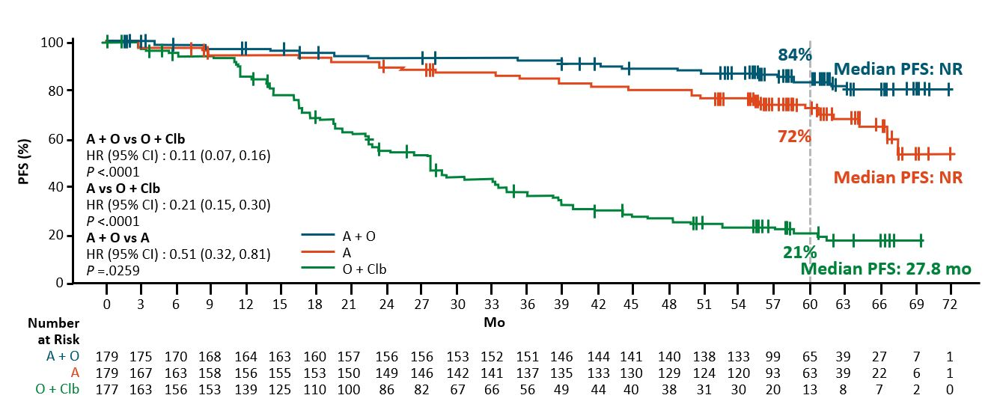 100
80
60
40
20
0
PFS (%)
84%
Median PFS: NR
72%
Median PFS: NR
21%
Median PFS: 27.8 mo
A + O vs O + Clb
HR (95% CI) : 0.11 (0.07, 0.16)
P <.0001
A vs O + Clb
HR (95% CI) : 0.21 (0.15, 0.30)
P <.0001
A + O vs A
HR (95% CI) : 0.51 (0.32, 0.81)
P =.0259
A + O
A
O + Clb
0 3 6 9 12 15 18 21 24 27 30 33 36 39 42 45 48 51 54 57 60 63 66 69 72
Mo
Number
at Risk
A + O 179 175 170 168 164 163 160 157 156 156 153 152 151 146 144 141 140 138 133 99 65 39 27 7 1
A 179 167 163 158 156 155 153 150 149 146 142 141 137 135 133 130 129 124 120 93 63 39 22 6 1
O + Clb 177 163 156 153 139 125 110 100 86 82 67 66 56 49 44 40 38 31 30 20 13 8 7 2 0